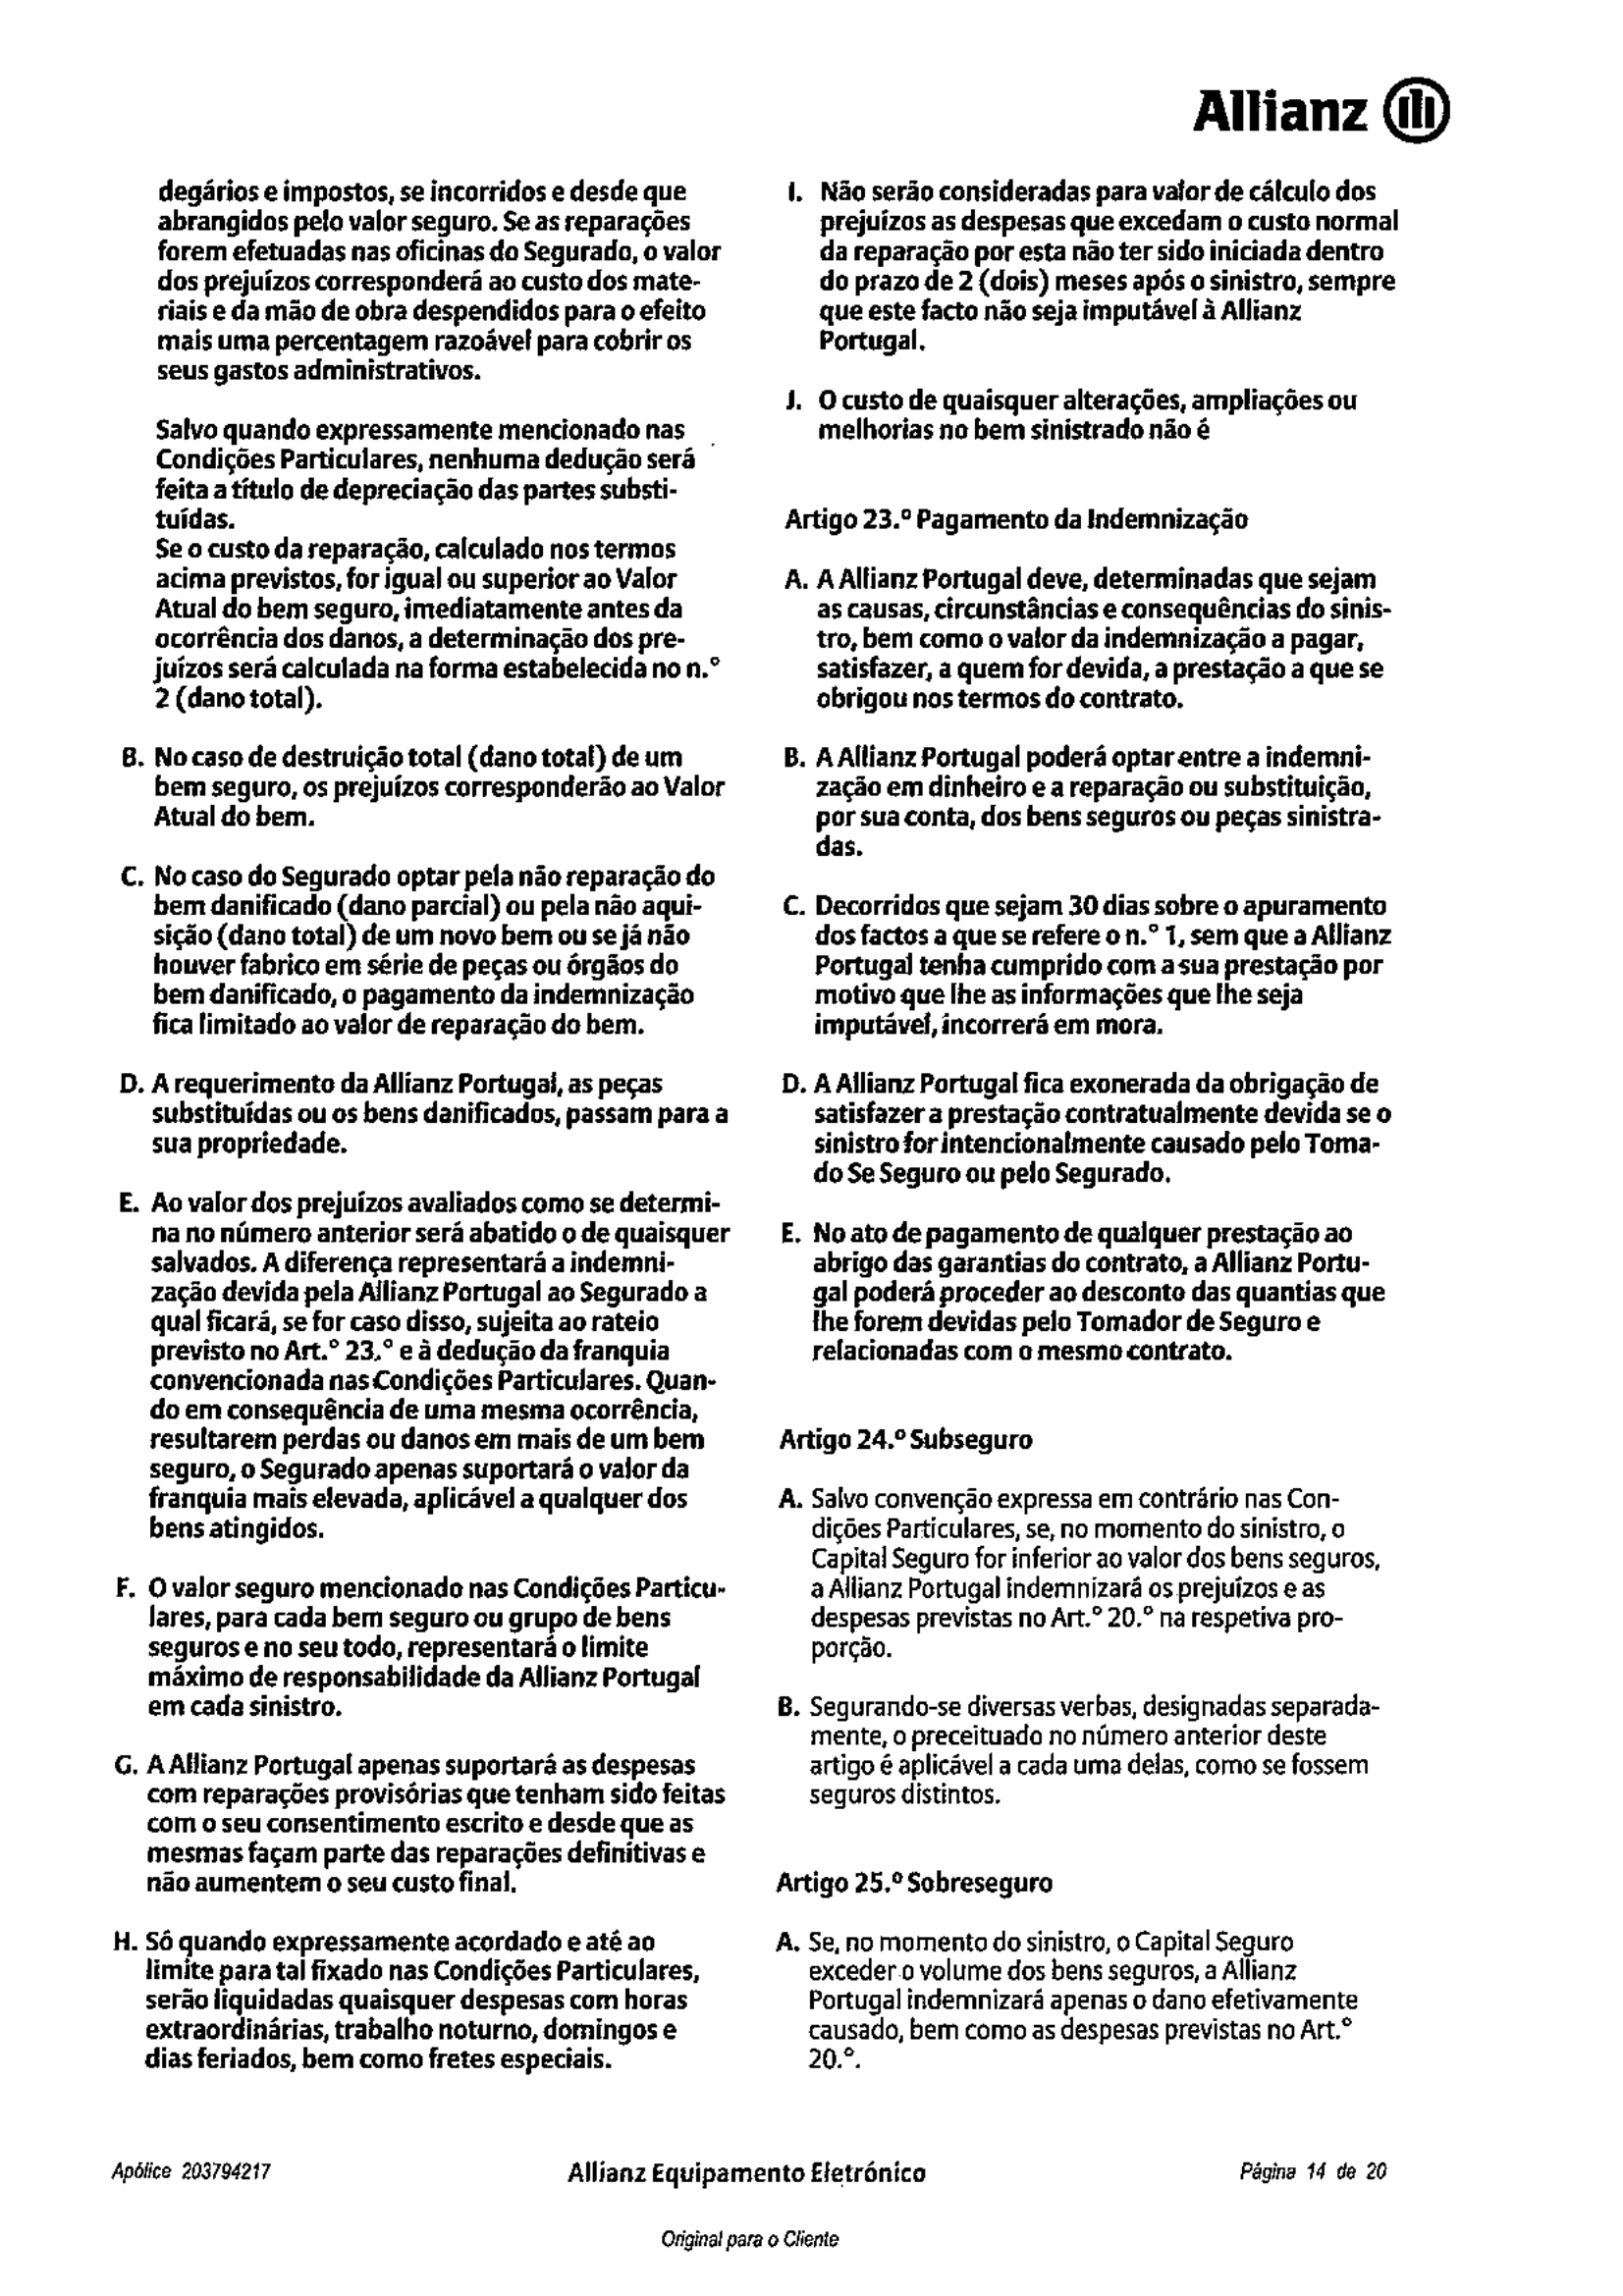 Allianz
degários e impostos, se incorridos e desde que
abrangidos pelo valor seguro. Se as reparações
forem efetuadas nas oficinas do Segurado, o valor
dos prejuízos corresponderá ao custo dos mate-
riais e da mão de obra despendidos para o efeito
mais uma percentagem razoável para cobrir os
seus gastos administrativos.
Salvo quando expressamente mencionado nas
Condições Particulares, nenhuma dedução será
feita a título de depreciação das partes substi-
tuídas.
Se o custo da reparação, calculado nos termos
acima previstos, for igual ou superior ao Valor
Atual do bem seguro, imediatamente antes da
ocorrência dos danos, a determinação dos pre-
juízos será calculada na forma estabelecida no n.º
2 (dano total).
B. No caso de destruição total (dano total) de um
bem seguro, os prejuízos corresponderão ao Valor
Atual do bem.
C. No caso do Segurado optar pela não reparação do
bem danificado (dano parcial) ou pela não aqui-
sição (dano total) de um novo bem ou se já não
houver fabrico em série de peças ou órgãos do
bem danificado, o pagamento da indemnização
fica limitado ao valor de reparação do bem.
D. A requerimento da Allianz Portugal, as peças
substituídas ou os bens danificados, passam para a
sua propriedade.
E. Ao valor dos prejuízos avaliados como se determi-
na no número anterior será abatido o de quaisquer
salvados. A diferença representará a indemni-
zação devida pela Allianz Portugal ao Segurado a
qual ficará, se for caso disso, sujeita ao rateio
previsto no Art.º 23.º e à dedução da franquia
convencionada nas Condições Particulares. Quan-
do em consequência de uma mesma ocorrência,
resultarem perdas ou danos em mais de um bem
seguro, o Segurado apenas suportará o valor da
franquia mais elevada, aplicável a qualquer dos
bens atingidos.
F. O valor seguro mencionado nas Condições Particu-
lares, para cada bem seguro ou grupo de bens
seguros e no seu todo, representará o limite
máximo de responsabilidade da Allianz Portugal
em cada sinistro.
G. A Allianz Portugal apenas suportará as despesas
com reparações provisórias que tenham sido feitas
com o seu consentimento escrito e desde que as
mesmas façam parte das reparações definitivas e
não aumentem o seu custo final.
H. Só quando expressamente acordado e até ao
limite para tal fixado nas Condições Particulares,
serão liquidadas quaisquer despesas com horas
extraordinárias, trabalho noturno, domingos e
dias feriados, bem como fretes especiais.
I. Não serão consideradas para valor de cálculo dos
prejuízos as despesas que excedam o custo normal
da reparação por esta não ter sido iniciada dentro
do prazo de 2 (dois) meses após o sinistro, sempre
que este facto não seja imputável à Allianz
Portugal.
J. O custo de quaisquer alterações, ampliações ou
melhorias no bem sinistrado não é
Artigo 23.º Pagamento da Indemnização
A. A Allianz Portugal deve, determinadas que sejam
as causas, circunstâncias e consequências do sinis-
tro, bem como o valor da indemnização a pagar,
satisfazer, a quem for devida, a prestação a que se
obrigou nos termos do contrato.
B. A Allianz Portugal poderá optar entre a indemni-
zação em dinheiro e a reparação ou substituição,
por sua conta, dos bens seguros ou peças sinistra-
das.
C. Decorridos que sejam 30 dias sobre o apuramento
dos factos a que se refere o n.º 1, sem que a Allianz
Portugal tenha cumprido com a sua prestação por
motivo que lhe as informações que lhe seja
imputável, incorrerá em mora.
D. A Allianz Portugal fica exonerada da obrigação de
satisfazer a prestação contratualmente devida se o
sinistro for intencionalmente causado pelo Toma-
do Se Seguro ou pelo Segurado.
E. No ato de pagamento de qualquer prestação ao
abrigo das garantias do contrato, a Allianz Portu-
gal poderá proceder ao desconto das quantias que
lhe forem devidas pelo Tomador de Seguro e
relacionadas com o mesmo contrato.
Artigo 24.º Subseguro
A. Salvo convenção expressa em contrário nas Con-
dições Particulares, se, no momento do sinistro, o
Capital Seguro for inferior ao valor dos bens seguros,
a Allianz Portugal indemnizará os prejuízos e as
despesas previstas no Art.º 20.º na respetiva pro-
porção.
B. Segurando-se diversas verbas, designadas separada-
mente, o preceituado no número anterior deste
artigo é aplicável a cada uma delas, como se fossem
seguros distintos.
Artigo 25.º Sobreseguro
A. Se, no momento do sinistro, o Capital Seguro
exceder o volume dos bens seguros, a Allianz
Portugal indemnizará apenas o dano efetivamente
causado, bem como as despesas previstas no Art.º
20.º.
Apólice 203794217
Allianz Equipamento Eletrónico
Página 14 de 20
Original para o Cliente